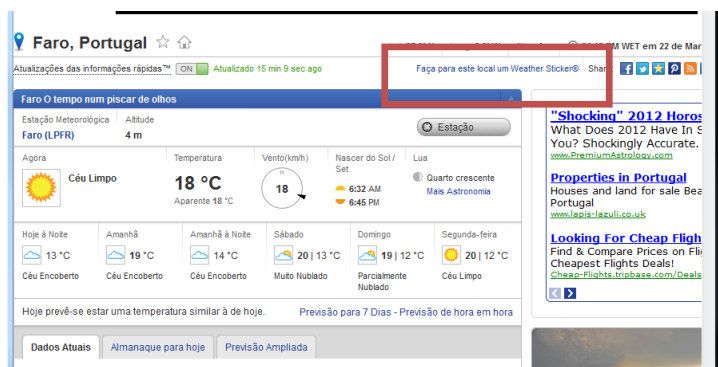 Faro, Portugal
WET em 22 de Mar
Atualizações das informações rápidas™ ON Atualizado 15 min 9 sec ago
Faça para este local um Weather Sticker®
Faro O tempo num piscar de olhos
Estação Meteorológica Altitude
Faro (LPFR) 4 m
Estação
Agora Temperatura Vento(km/h) Nascer do Sol / Set Lua
Céu Limpo
18 °C
Aparente 18 °C
N
18
6:32 AM
6:45 PM
Quarto crescente
Mais Astronomia
Hoje à Noite Amanhã Amanhã à Noite Sábado Domingo Segunda-feira
13 °C 19 °C 14 °C 20 | 13 °C 19 | 12 °C 20 | 12 °C
Céu Encoberto Céu Encoberto Céu Encoberto Muito Nublado Parcialmente Nublado Céu Limpo
Hoje prevê-se estar uma temperatura similar à de hoje. Previsão para 7 Dias - Previsão de hora em hora
Dados Atuais Almanaque para hoje Previsão Ampliada
"Shocking" 2012 Horos
What Does 2012 Have In S
You? Shockingly Accurate.
www.PremiumAstrology.com
Properties in Portugal
Houses and land for sale Bea
Portugal
www.lapis-lazuli.co.uk
Looking For Cheap Fligh
Find & Compare Prices on Fli
Cheapest Flights Deals!
Cheap-Flights.tripbase.com/Deals